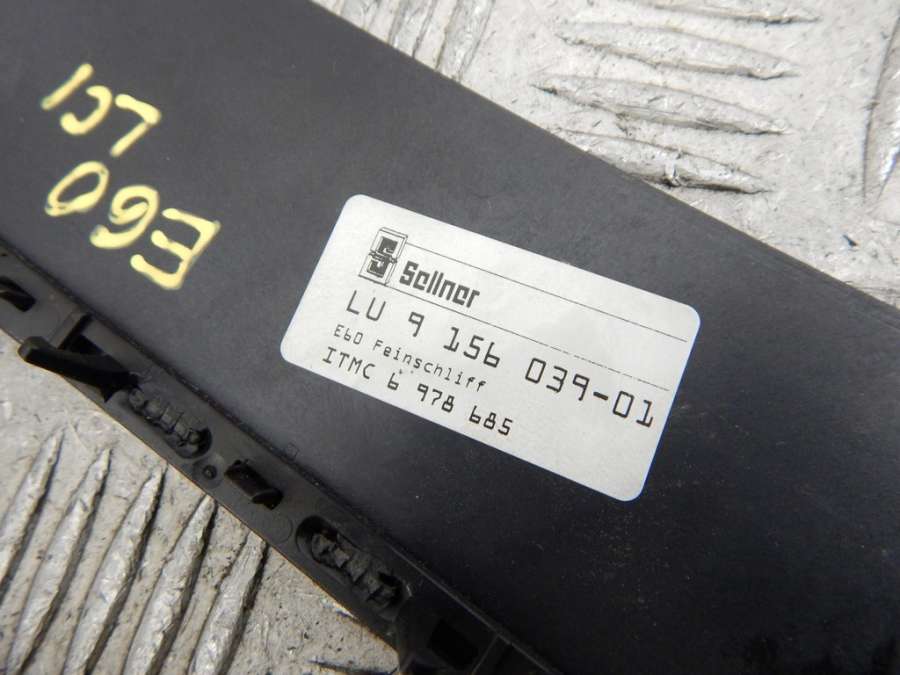 E60
LCI
Sellner
LU 9 156 039-01
E60 Feinschliff
ITMC 6 978 685